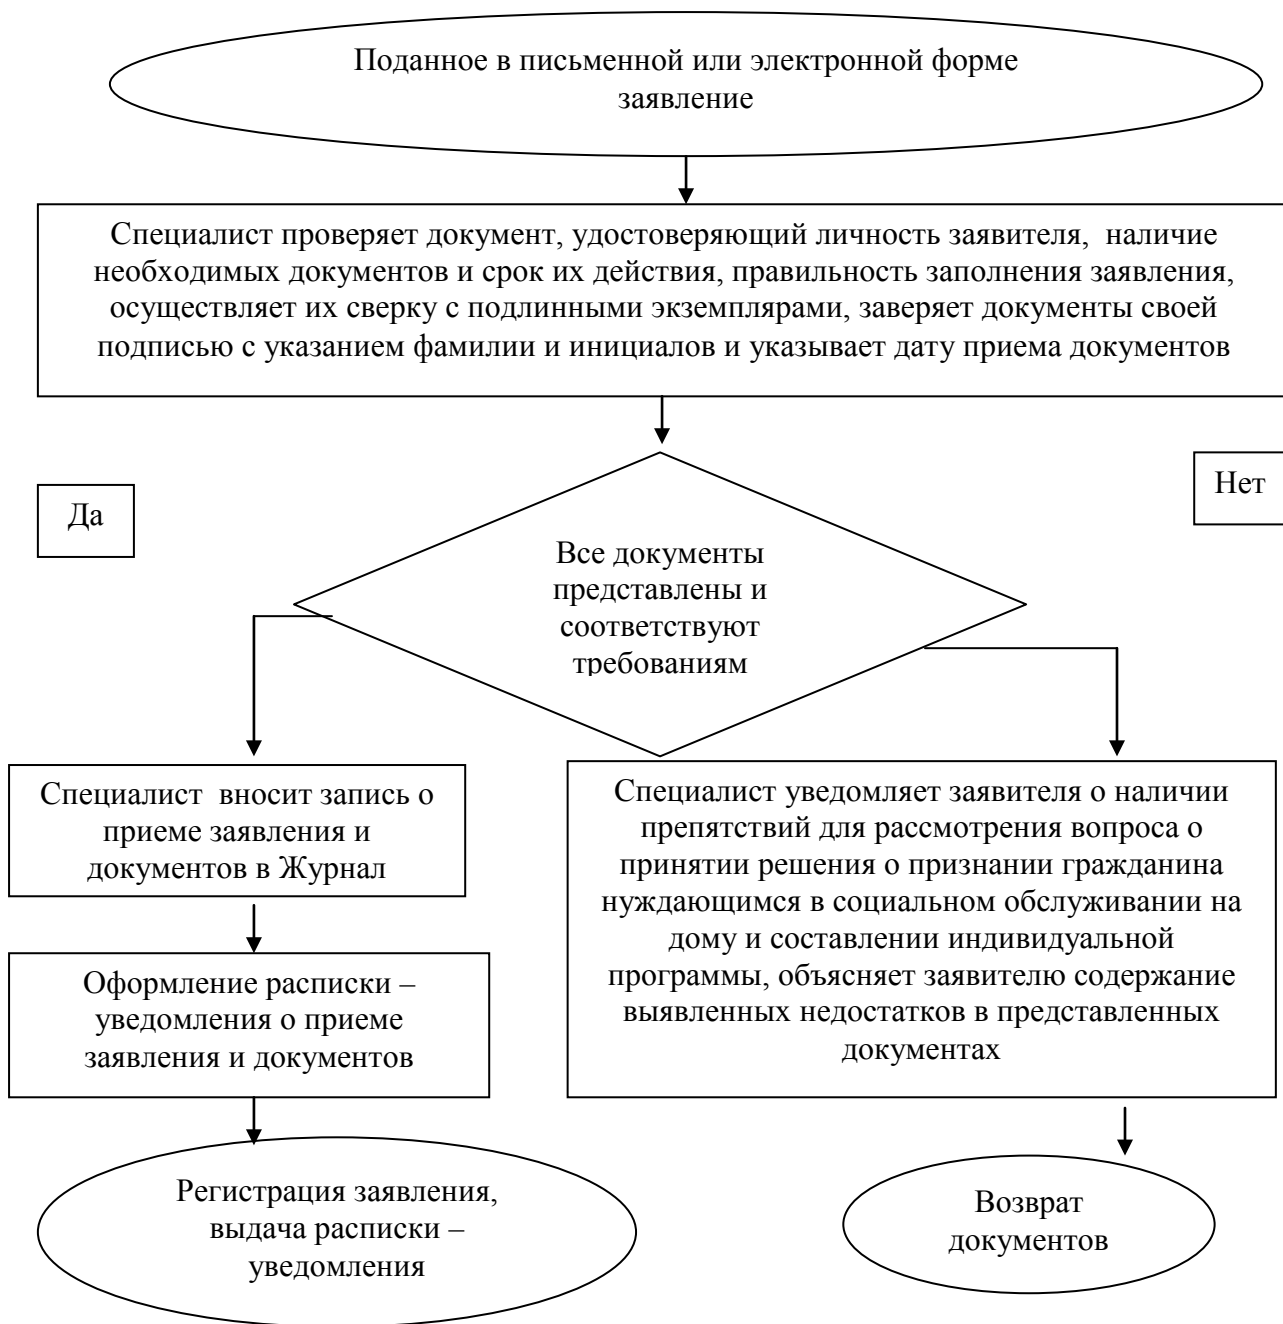 Поданное в письменной или электронной форме
заявление
Специалист проверяет документ, удостоверяющий личность заявителя, наличие
необходимых документов и срок их действия, правильность заполнения заявления,
осуществляет их сверку с подлинными экземплярами, заверяет документы своей
подписью с указанием фамилии и инициалов и указывает дату приема документов
Да
Нет
Все документы
представлены и
соответствуют
требованиям
Специалист вносит запись о
приеме заявления и
документов в Журнал
Специалист уведомляет заявителя о наличии
препятствий для рассмотрения вопроса о
принятии решения о признании гражданина
нуждающимся в социальном обслуживании на
дому и составлении индивидуальной
программы, объясняет заявителю содержание
выявленных недостатков в представленных
документах
Оформление расписки –
уведомления о приеме
заявления и документов
Регистрация заявления,
выдача расписки –
уведомления
Возврат
документов